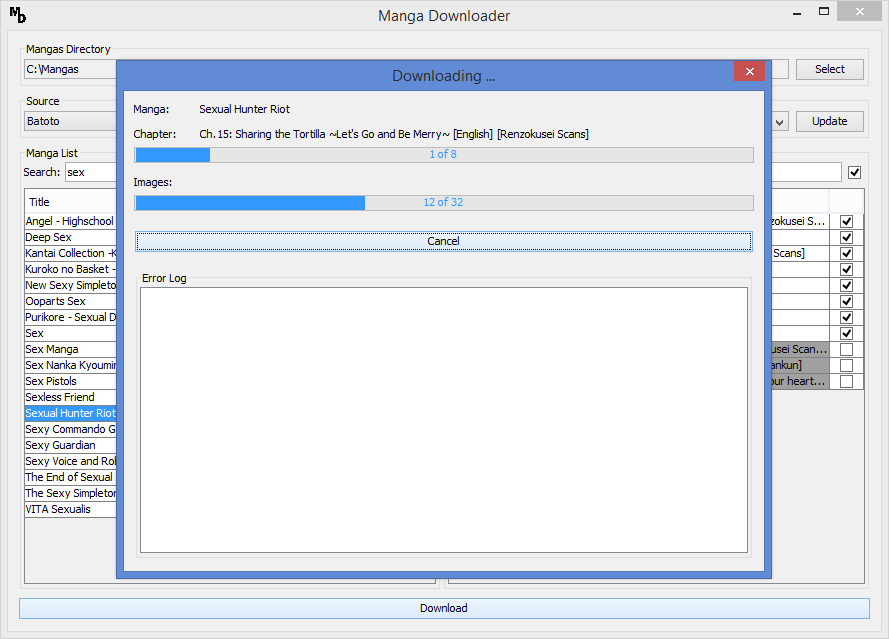 MD
Manga Downloader
Mangas Directory
C:\Mangas
Select
Source
Batoto
Update
Manga List
Search: sex
Title
Angel - Highschool
Deep Sex
Kantai Collection -K
Kuroko no Basket -
New Sexy Simpleto
Ooparts Sex
Purikore - Sexual D
Sex
Sex Manga
Sex Nanka Kyoumi
Sex Pistols
Sexless Friend
Sexual Hunter Riot
Sexy Commando G
Sexy Guardian
Sexy Voice and Rob
The End of Sexual
The Sexy Simpleton
VITA Sexualis
Downloading ...
Manga: Sexual Hunter Riot
Chapter: Ch.15: Sharing the Tortilla ~Let's Go and Be Merry~ [English] [Renzokusei Scans]
1 of 8
Images:
12 of 32
Cancel
Error Log
zokusei S...
Scans]
usei Scan...
ankun]
our heart...
Download